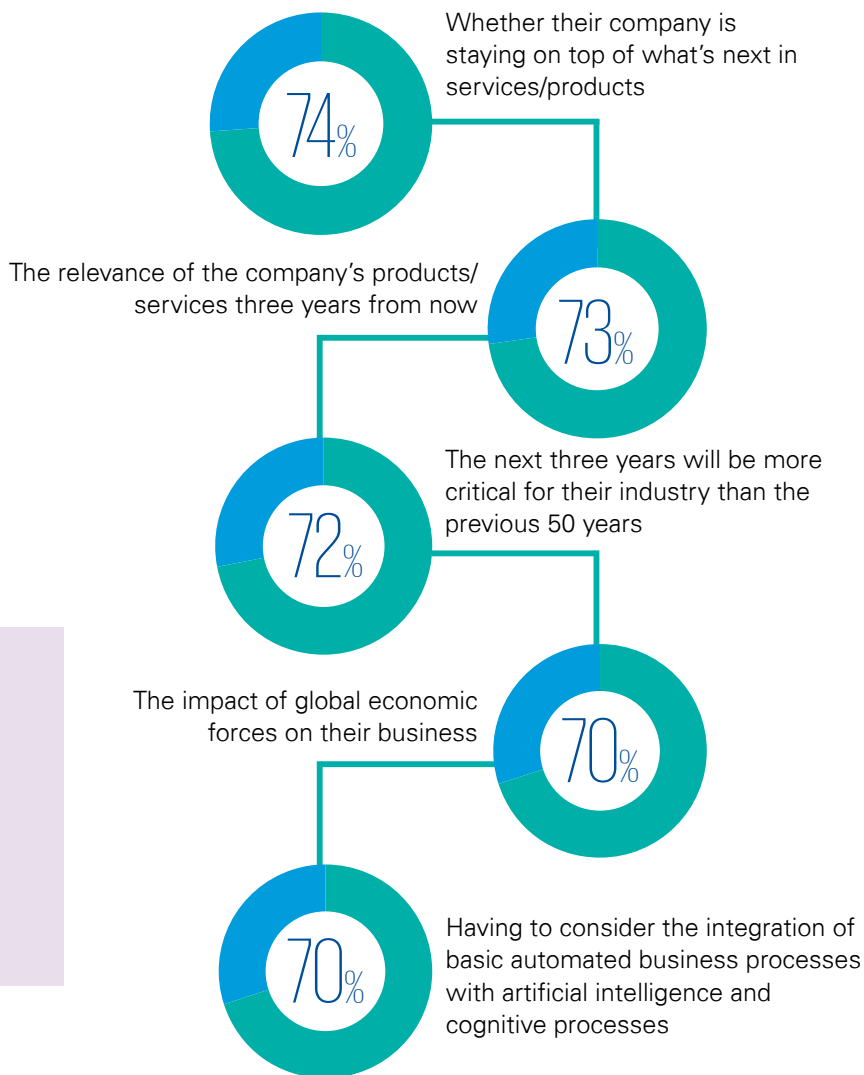 Whether their company is
staying on top of what’s next in
services/products
74%
The relevance of the company’s products/
services three years from now
73%
The next three years will be more
critical for their industry than the
previous 50 years
72%
The impact of global economic
forces on their business
70%
Having to consider the integration of
basic automated business processes
with artificial intelligence and
cognitive processes
70%